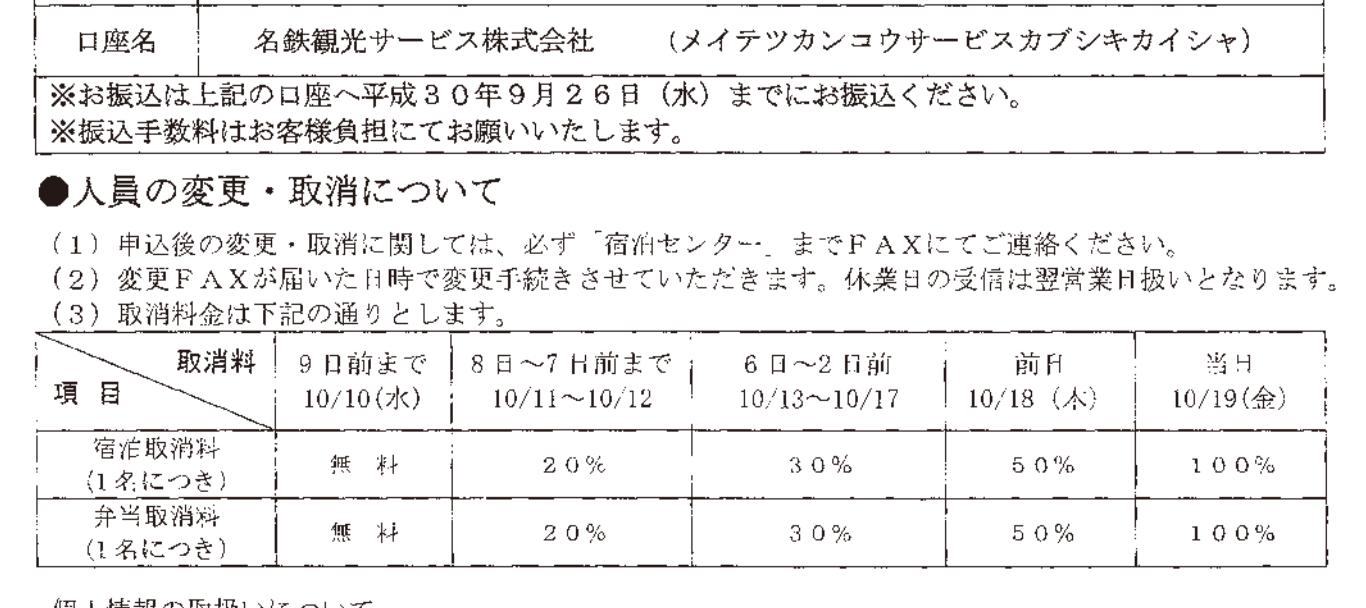 口座名 名鉄観光サービス株式会社 （メイテツカンコウサービスカブシキカイシャ）
※お振込は上記の口座へ平成３０年９月２６日（水）までにお振込ください。
※振込手数料はお客様負担にてお願いいたします。
●人員の変更・取消について
（1）申込後の変更・取消に関しては、必ず「宿泊センター」までＦＡＸにてご連絡ください。
（2）変更ＦＡＸが届いた日時で変更手続きさせていただきます。休業日の受信は翌営業日扱いとなります。
（3）取消料金は下記の通りとします。
取消料 9日前まで 8日～7日前まで 6日～2日前 前日 当日
項目 10/10(水) 10/11～10/12 10/13～10/17 10/18（木） 10/19(金)
宿泊取消料
(1名につき) 無料 20％ 30％ 50％ 100％
弁当取消料
(1名につき) 無料 20％ 30％ 50％ 100％
個人情報の取扱いについて